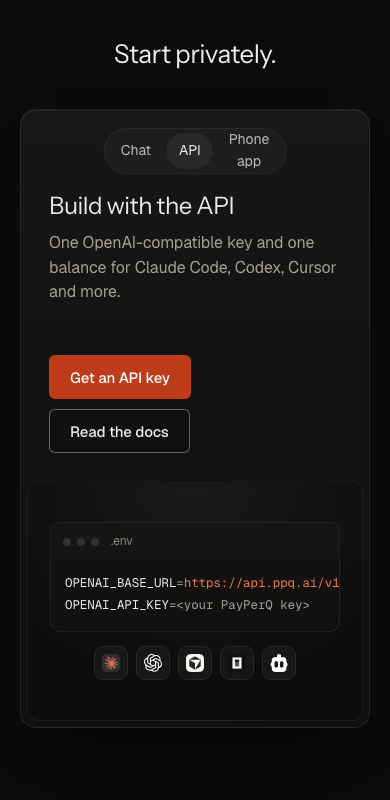 Start privately.
Chat
API
Phone
app
Build with the API
One OpenAI-compatible key and one
balance for Claude Code, Codex, Cursor
and more.
Get an API key
Read the docs
.env
OPENAI_BASE_URL=https://api.ppq.ai/v1
OPENAI_API_KEY=<your PayPerQ key>